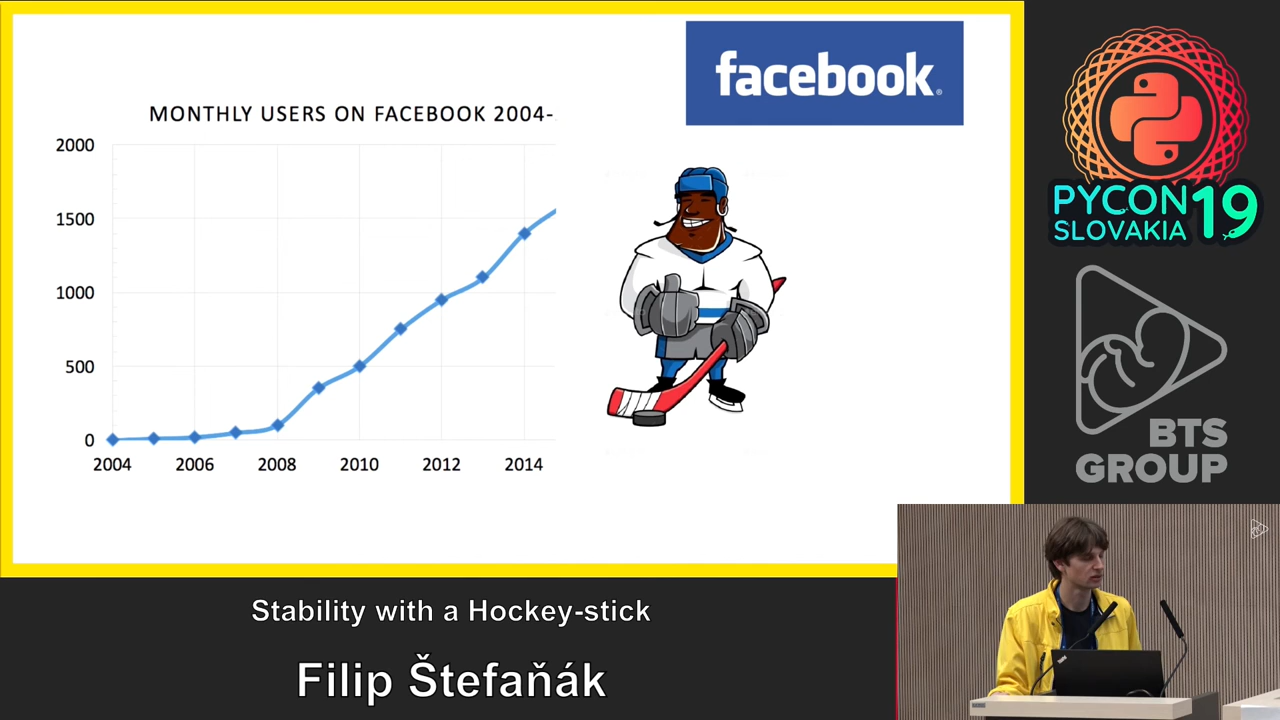 facebook®
MONTHLY USERS ON FACEBOOK 2004-
2000
1500
1000
500
0
2004 2006 2008 2010 2012 2014
PYCON 19
SLOVAKIA
BTS
GROUP
Stability with a Hockey-stick
Filip Štefaňák